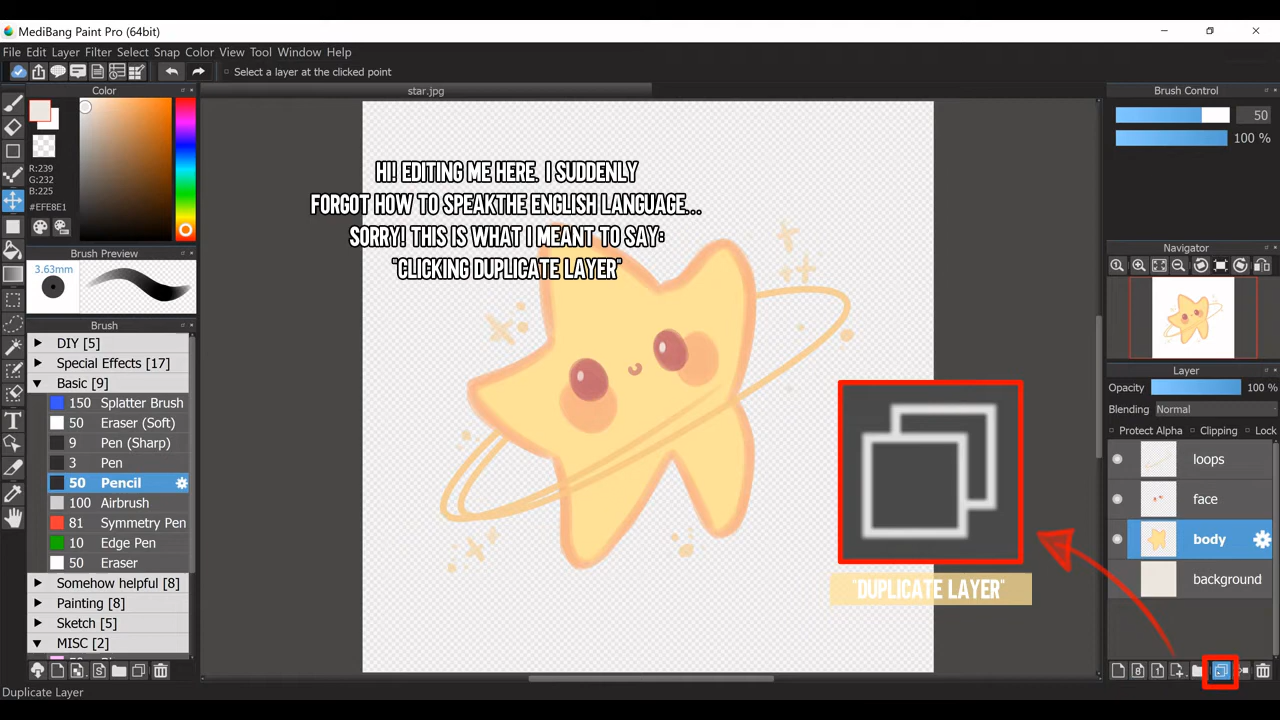 MediBang Paint Pro (64bit)
File Edit Layer Filter Select Snap Color View Tool Window Help
Select a layer at the clicked point
Color
star.jpg
Brush Control
50
100 %
R:239
G:232
B:225
#EFE8E1
HI! EDITING ME HERE. I SUDDENLY
FORGOT HOW TO SPEAKTHE ENGLISH LANGUAGE...
SORRY! THIS IS WHAT I MEANT TO SAY:
"CLICKING DUPLICATE LAYER"
Brush Preview
3.63mm
Navigator
Brush
DIY [5]
Special Effects [17]
Basic [9]
150 Splatter Brush
50 Eraser (Soft)
9 Pen (Sharp)
3 Pen
50 Pencil
100 Airbrush
81 Symmetry Pen
10 Edge Pen
50 Eraser
Somehow helpful [8]
Painting [8]
Sketch [5]
MISC [2]
Layer
Opacity 100 %
Blending Normal
Protect Alpha Clipping Lock
loops
face
body
background
"DUPLICATE LAYER"
Duplicate Layer